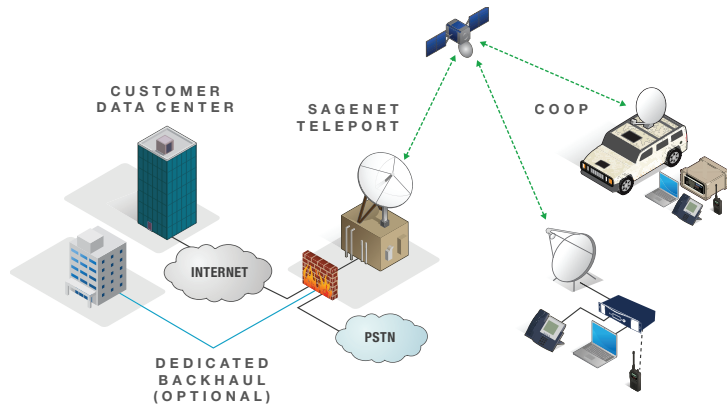 CUSTOMER
DATA CENTER
SAGENET
TELEPORT
COOP
INTERNET
PSTN
DEDICATED
BACKHAUL
(OPTIONAL)